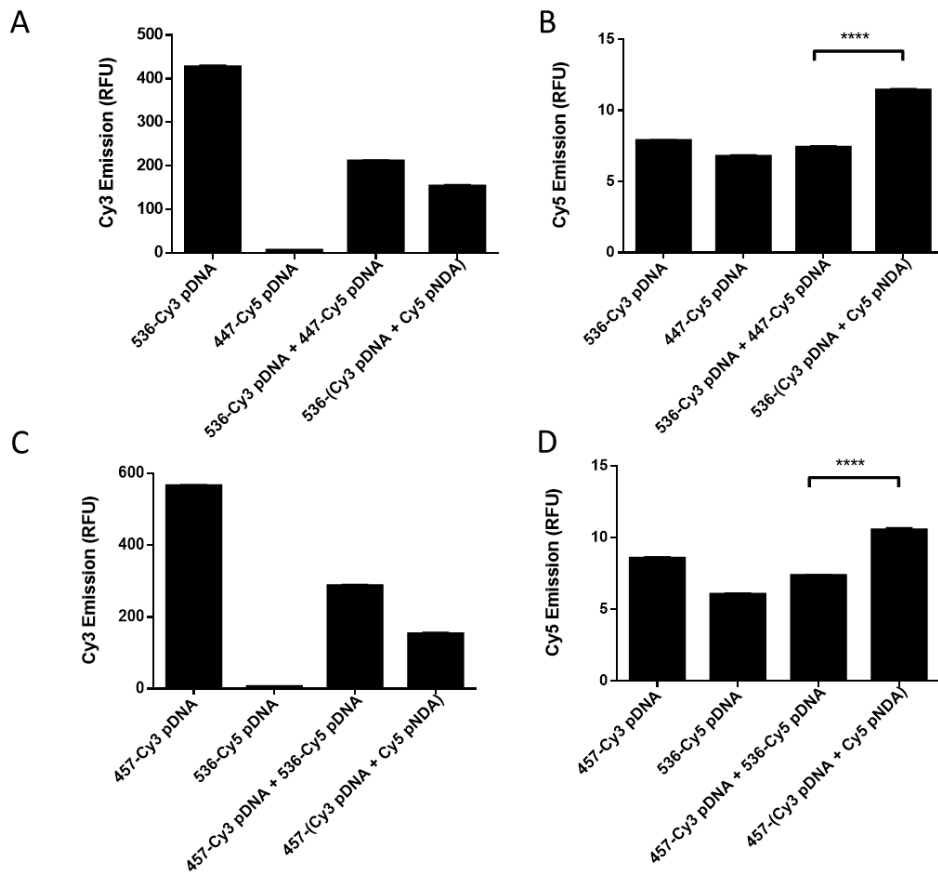 A
Cy3 Emission (RFU)
500
400
300
200
100
0
536-Cy3 pDNA
447-Cy5 pDNA
536-Cy3 pDNA + 447-Cy5 pDNA
536-(Cy3 pDNA + Cy5 pNDA)
B
Cy5 Emission (RFU)
15
10
5
0
****
536-Cy3 pDNA
447-Cy5 pDNA
536-Cy3 pDNA + 447-Cy5 pDNA
536-(Cy3 pDNA + Cy5 pNDA)
C
Cy3 Emission (RFU)
600
400
200
0
457-Cy3 pDNA
536-Cy5 pDNA
457-Cy3 pDNA + 536-Cy5 pDNA
457-(Cy3 pDNA + Cy5 pNDA)
D
Cy5 Emission (RFU)
15
10
5
0
****
457-Cy3 pDNA
536-Cy5 pDNA
457-Cy3 pDNA + 536-Cy5 pDNA
457-(Cy3 pDNA + Cy5 pNDA)